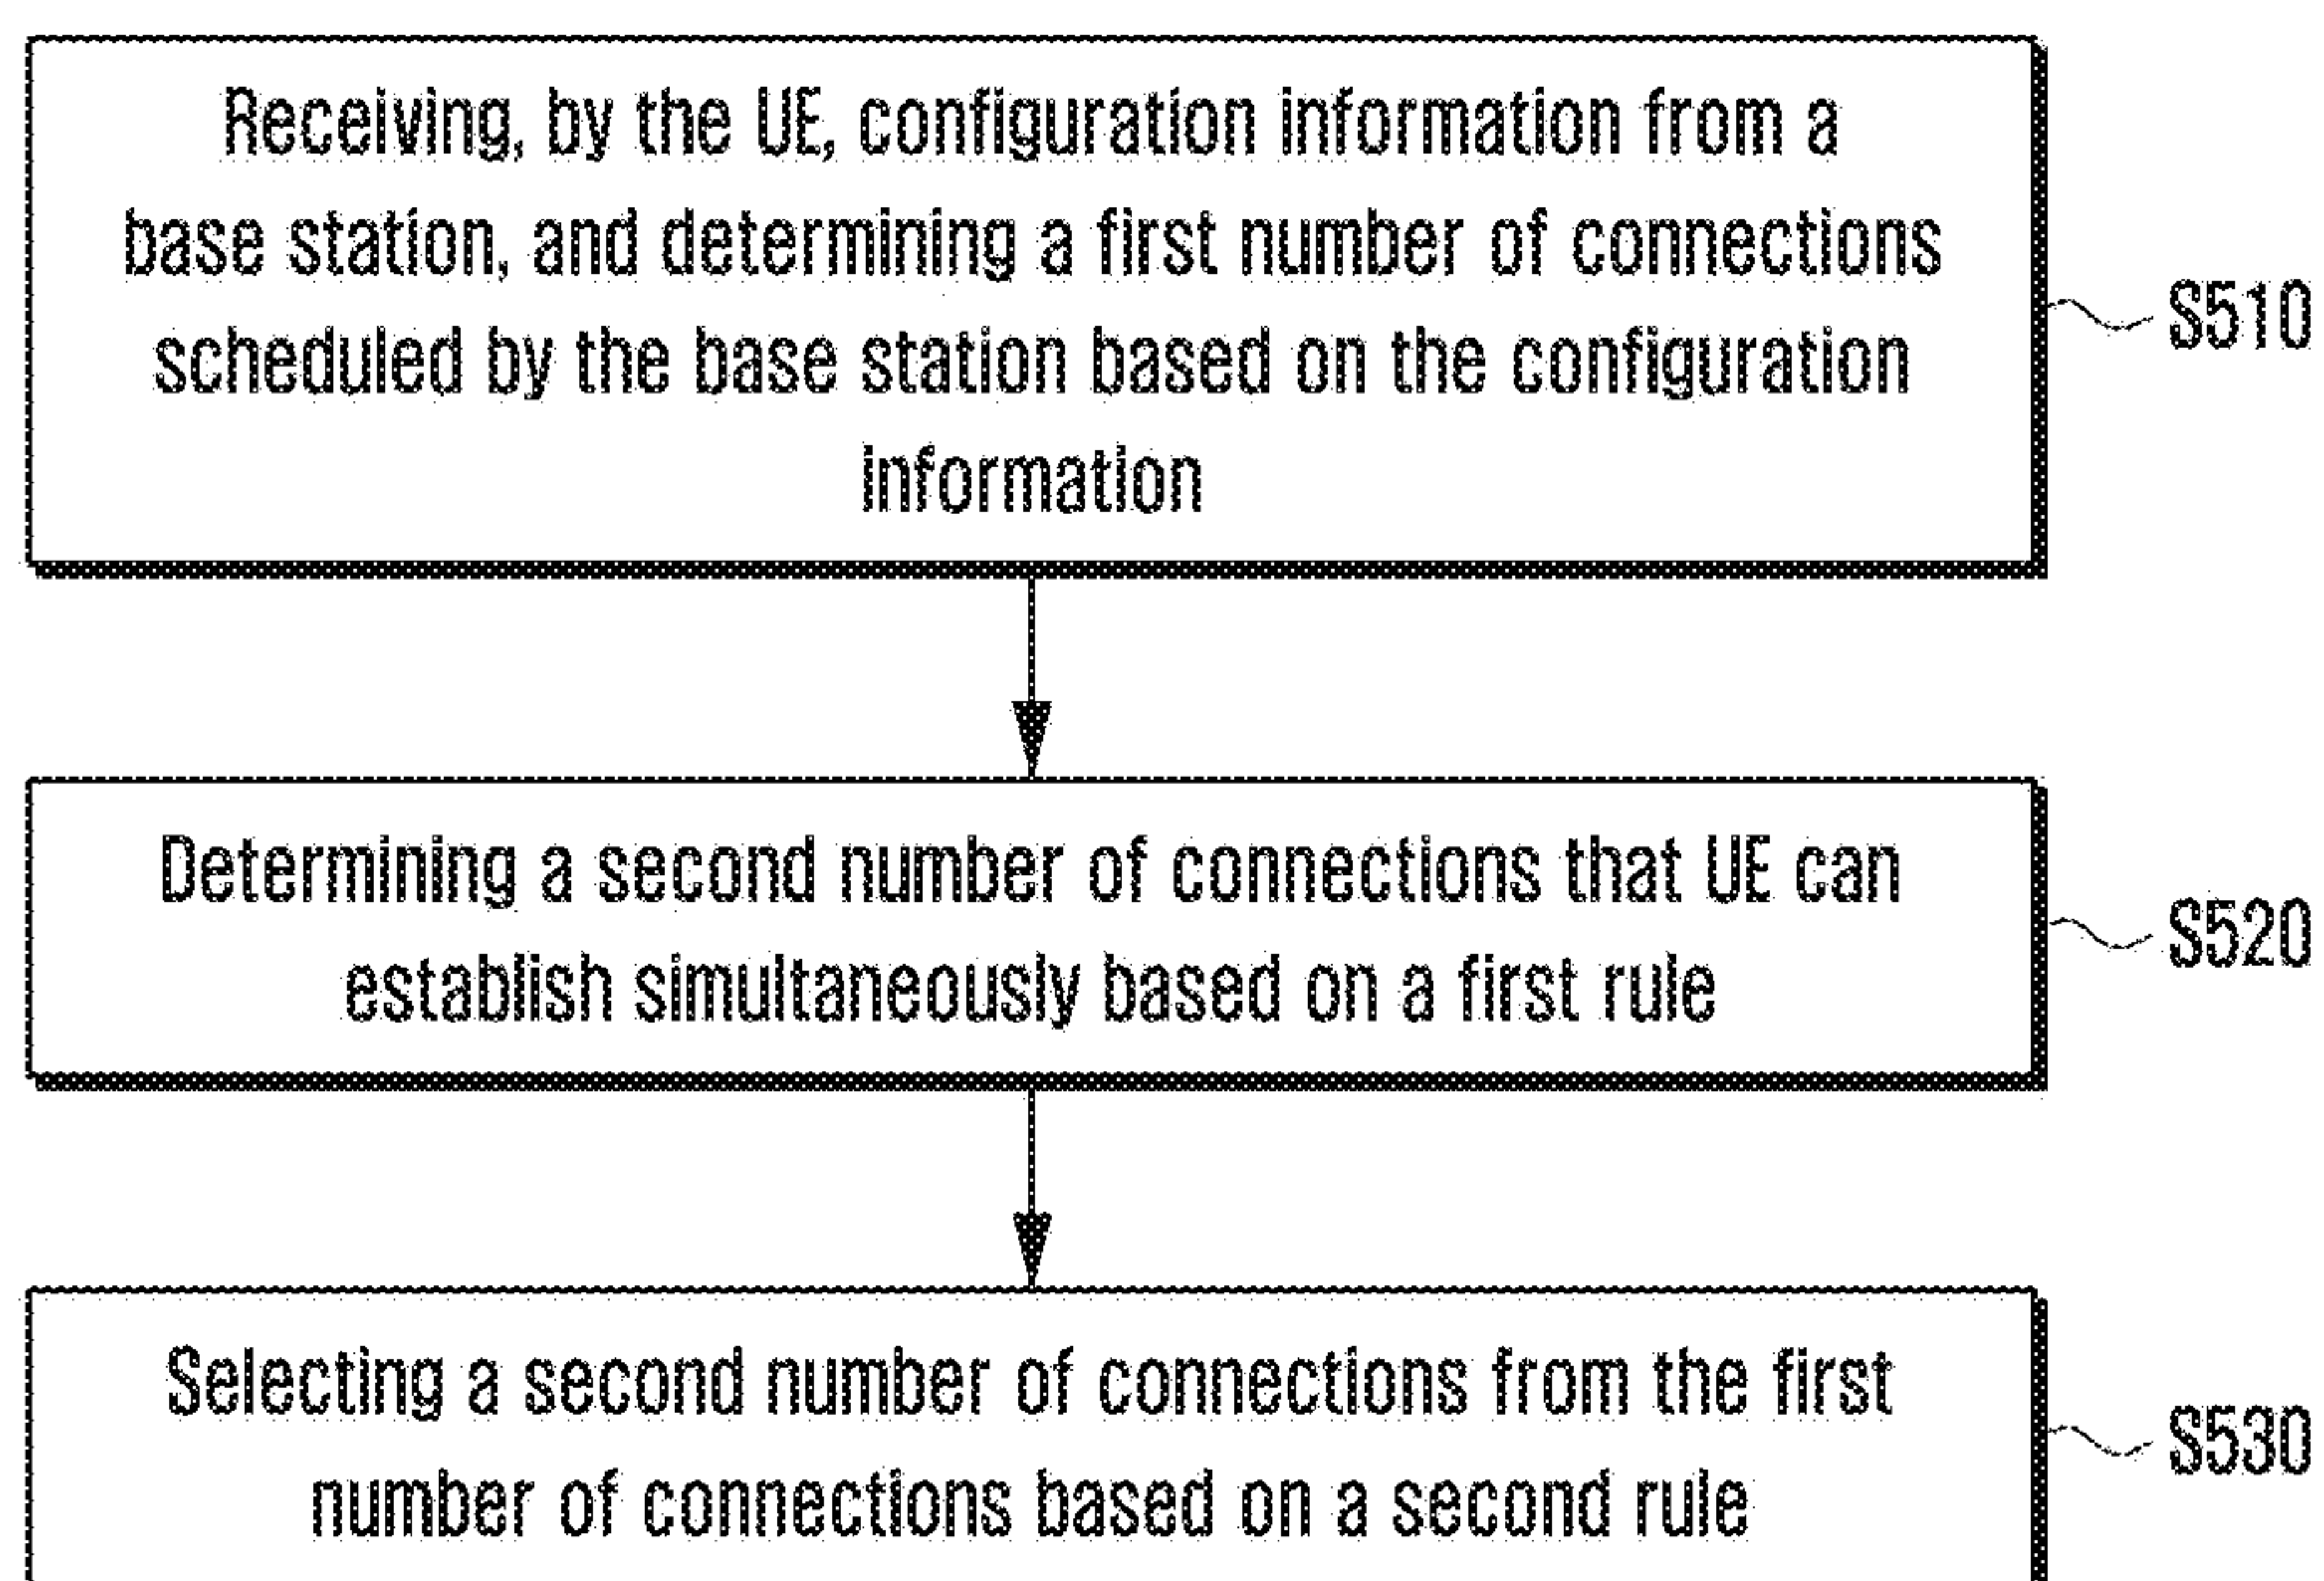 Receiving, by the UE, configuration information from a
base station, and determining a first number of connections
scheduled by the base station based on the configuration
information
S510
Determining a second number of connections that UE can
establish simultaneously based on a first rule
S520
Selecting a second number of connections from the first
number of connections based on a second rule
S530